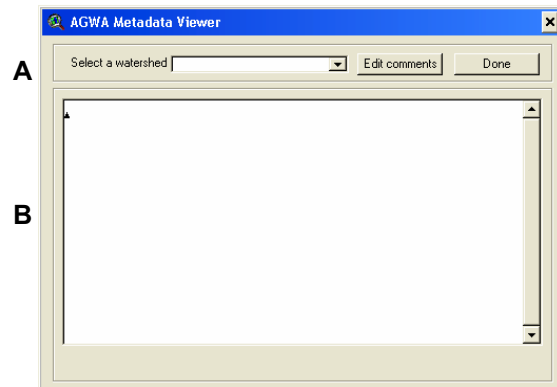 AGWA Metadata Viewer
A
Select a watershed
Edit comments
Done
B